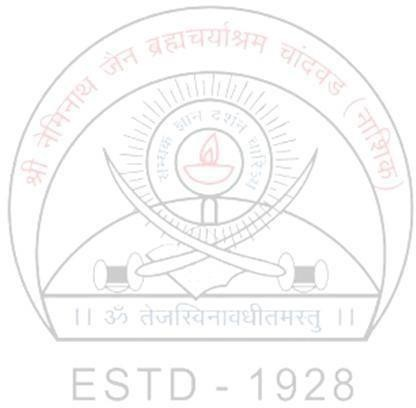 श्री नेमिनाथ जैन ब्रह्मचर्याश्रम चांदवड (नाशिक)
सम्यक ज्ञान दर्शन चारित्र्य
।। ॐ तेजस्विनावधीतमस्तु ।।
ESTD - 1928